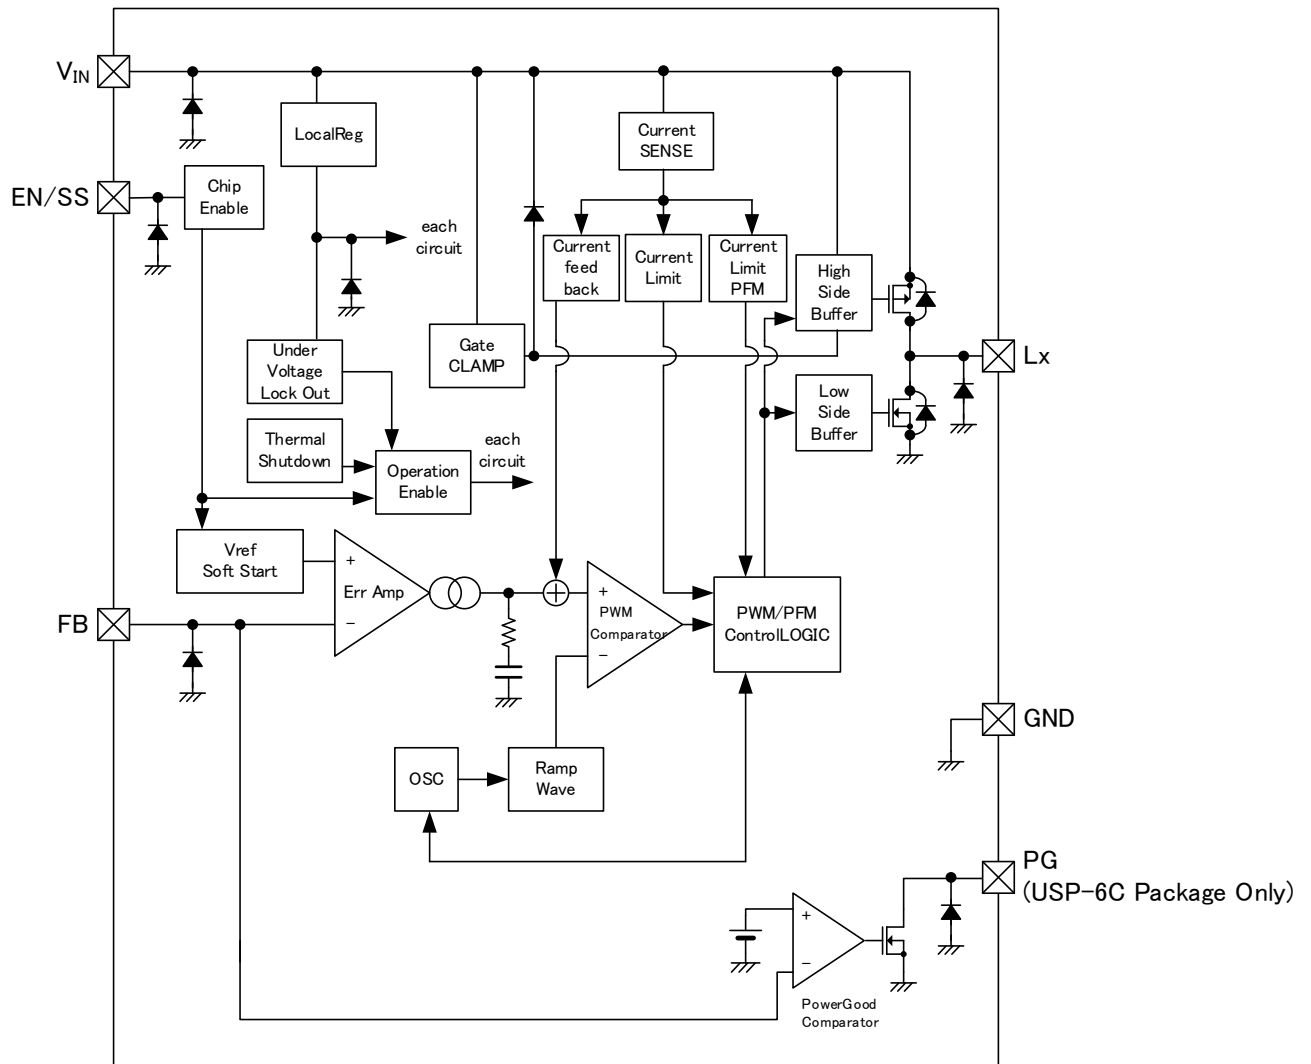 VIN
LocalReg
Current
SENSE
EN/SS
Chip
Enable
each
circuit
Current
feed
back
Current
Limit
Current
Limit
PFM
High
Side
Buffer
Under
Voltage
Lock Out
Gate
CLAMP
Lx
Low
Side
Buffer
Thermal
Shutdown
Operation
Enable
each
circuit
Vref
Soft Start
+
Err Amp
−
+
PWM
Comparator
−
PWM/PFM
ControlLOGIC
FB
GND
OSC
Ramp
Wave
PG
(USP-6C Package Only)
+
−
PowerGood
Comparator